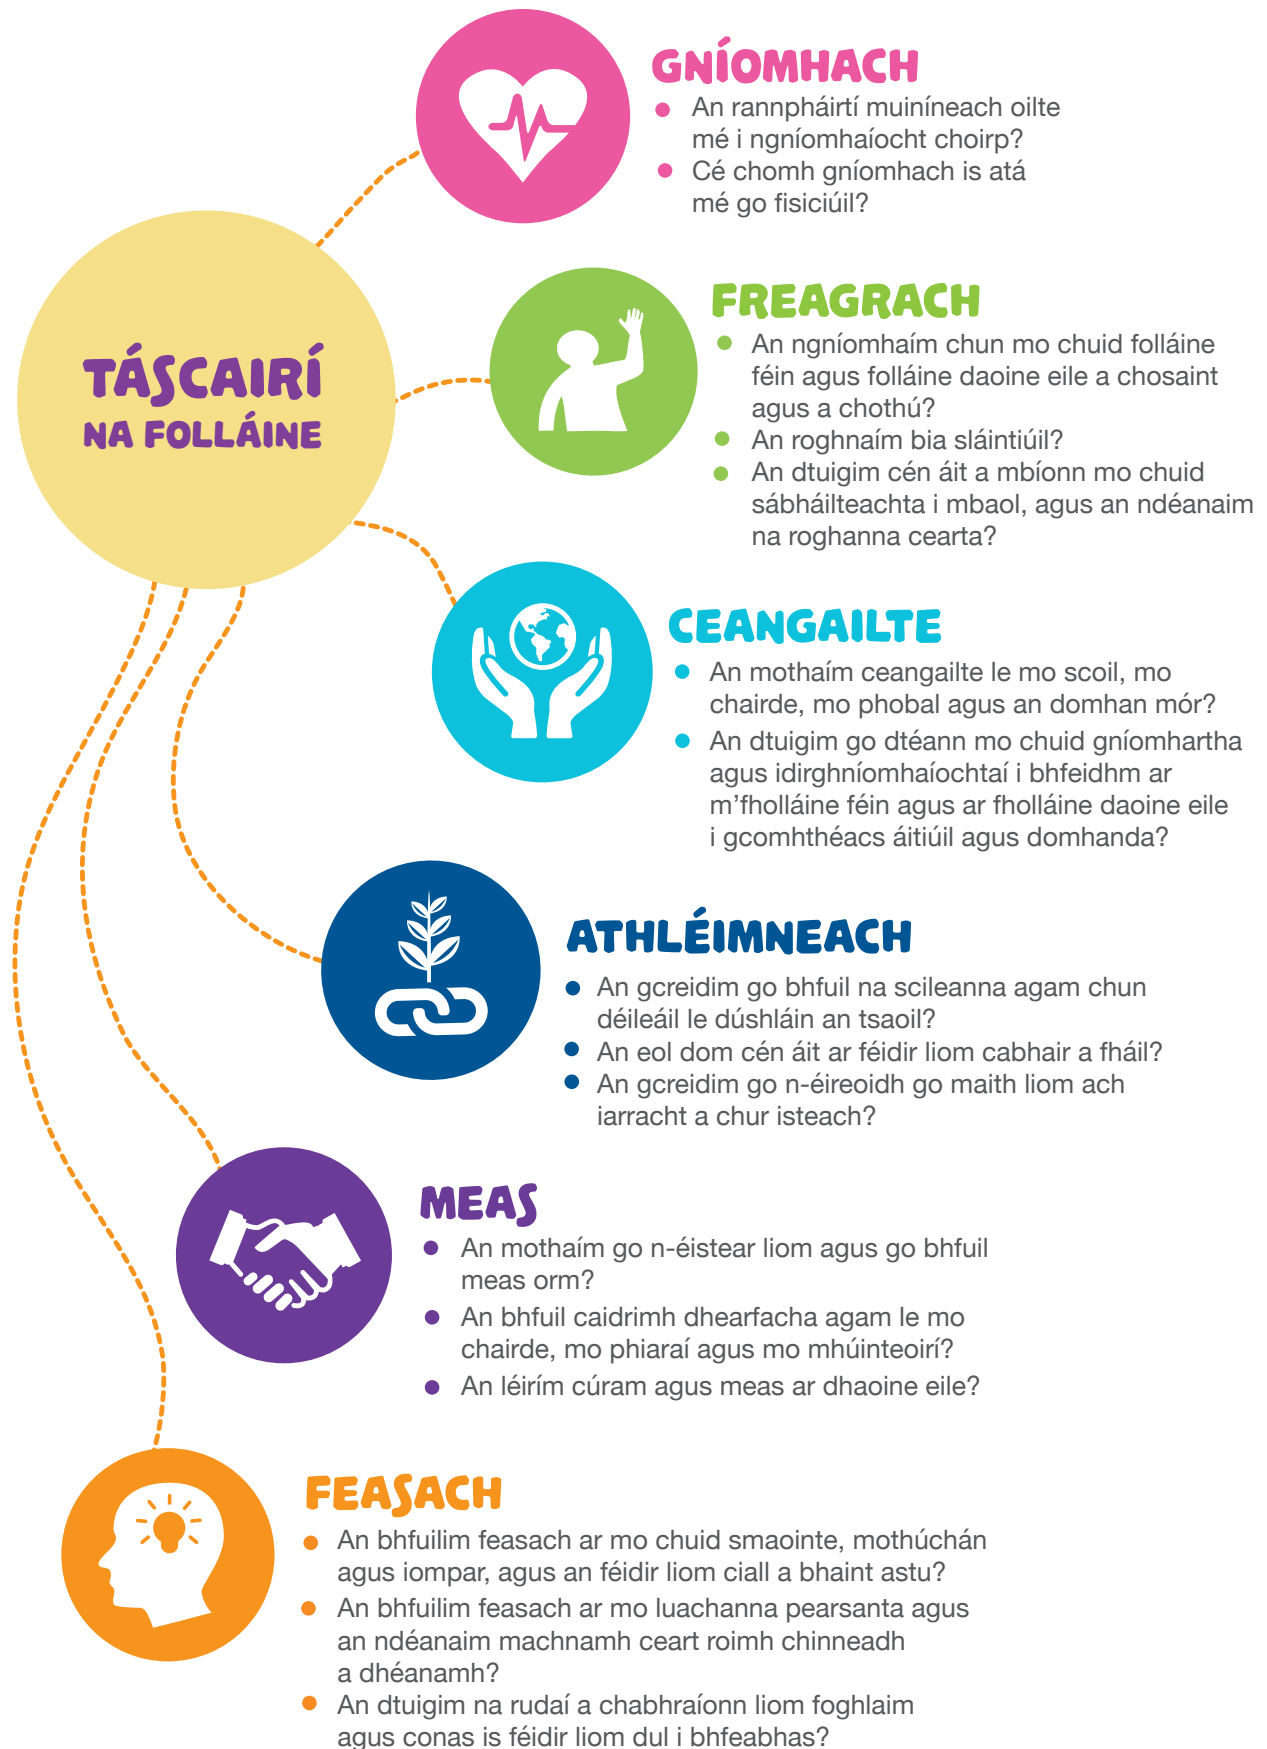 TÁSCAIRÍ
NA FOLLÁINE
GNÍOMHACH
An rannpháirtí muiníneach oilte
mé i ngníomhaíocht choirp?
Cé chomh gníomhach is atá
mé go fisiciúil?
FREAGRACH
An ngníomhaím chun mo chuid folláine
féin agus folláine daoine eile a chosaint
agus a chothú?
An roghnaím bia sláintiúil?
An dtuigim cén áit a mbíonn mo chuid
sábháilteachta i mbaol, agus an ndéanaim
na roghanna cearta?
CEANGAILTE
An mothaím ceangailte le mo scoil, mo
chairde, mo phobal agus an domhan mór?
An dtuigim go dtéann mo chuid gníomhartha
agus idirghníomhaíochtaí i bhfeidhm ar
m'fholláine féin agus ar fholláine daoine eile
i gcomhthéacs áitiúil agus domhanda?
ATHLÉIMNEACH
An gcreidim go bhfuil na scileanna agam chun
déileáil le dúshláin an tsaoil?
An eol dom cén áit ar féidir liom cabhair a fháil?
An gcreidim go n-éireoidh go maith liom ach
iarracht a chur isteach?
MEAS
An mothaím go n-éistear liom agus go bhfuil
meas orm?
An bhfuil caidrimh dhearfacha agam le mo
chairde, mo phiaraí agus mo mhúinteoirí?
An léirím cúram agus meas ar dhaoine eile?
FEASACH
An bhfuilim feasach ar mo chuid smaointe, mothúchán
agus iompar, agus an féidir liom ciall a bhaint astu?
An bhfuilim feasach ar mo luachanna pearsanta agus
an ndéanaim machnamh ceart roimh chinneadh
a dhéanamh?
An dtuigim na rudaí a chabhraíonn liom foghlaim
agus conas is féidir liom dul i bhfeabhas?